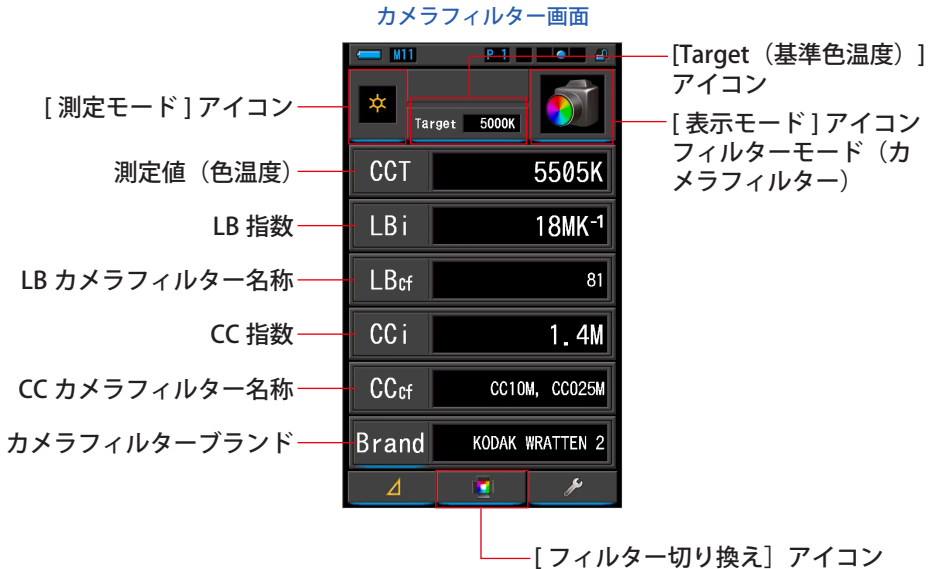 カメラフィルター画面
M11 P 1
[Target（基準色温度）]
アイコン
[ 測定モード ] アイコン
Target 5000K
[ 表示モード ] アイコン
フィルターモード（カ
メラフィルター）
測定値（色温度）
CCT 5505K
LB 指数
LBi 18MK⁻¹
LB カメラフィルター名称
LBcf 81
CC 指数
CCi 1.4M
CC カメラフィルター名称
CCcf CC10M, CC025M
カメラフィルターブランド
Brand KODAK WRATTEN 2
[ フィルター切り換え］アイコン